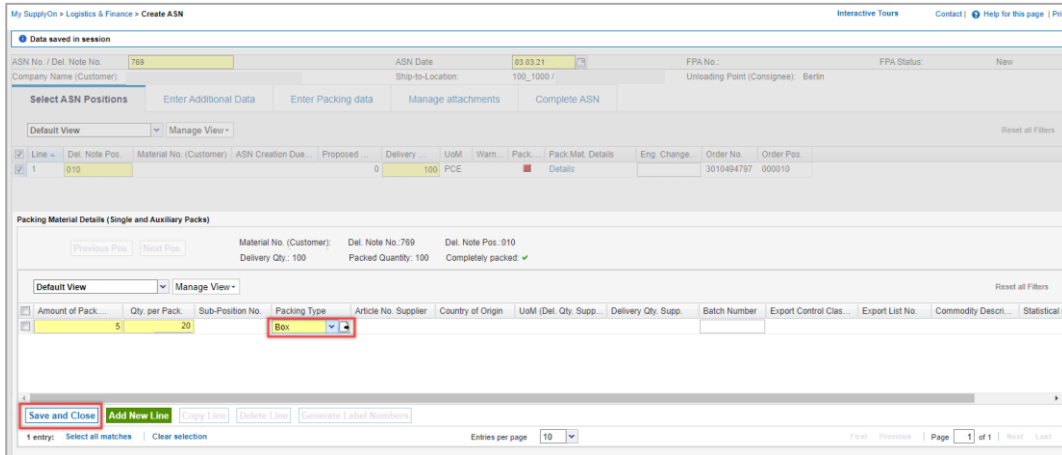 My SupplyOn > Logistics & Finance > Create ASN Interactive Tours Contact | Help for this page | Pri
Data saved in session
ASN No. / Del. Note No. 769 ASN Date 03.03.21 FPA No.: FPA Status: New
Company Name (Customer): Ship-to-Location: 100_1000 / Unloading Point (Consignee): Berlin
Select ASN Positions Enter Additional Data Enter Packing data Manage attachments Complete ASN
Default View Manage View Reset all Filters
Line Del. Note Pos. Material No. (Customer) ASN Creation Due... Proposed ... Delivery ... UoM Warn... Pack.... Pack.Mat. Details Eng. Change... Order No. Order Pos.
1 010 0 100 PCE Details 3010494797 000010
Packing Material Details (Single and Auxiliary Packs)
Previous Pos. Next Pos. Material No. (Customer): Del. Note No.:769 Del. Note Pos.:010
Delivery Qty.: 100 Packed Quantity: 100 Completely packed:
Default View Manage View Reset all Filters
Amount of Pack.... Qty. per Pack. Sub-Position No. Packing Type Article No. Supplier Country of Origin UoM (Del. Qty. Supp... Delivery Qty. Supp. Batch Number Export Control Clas... Export List No. Commodity Descri... Statistical
5 20 Box
Save and Close Add New Line Copy Line Delete Line Generate Label Numbers
1 entry: Select all matches Clear selection Entries per page 10 First Previous Page 1 of 1 Next Last